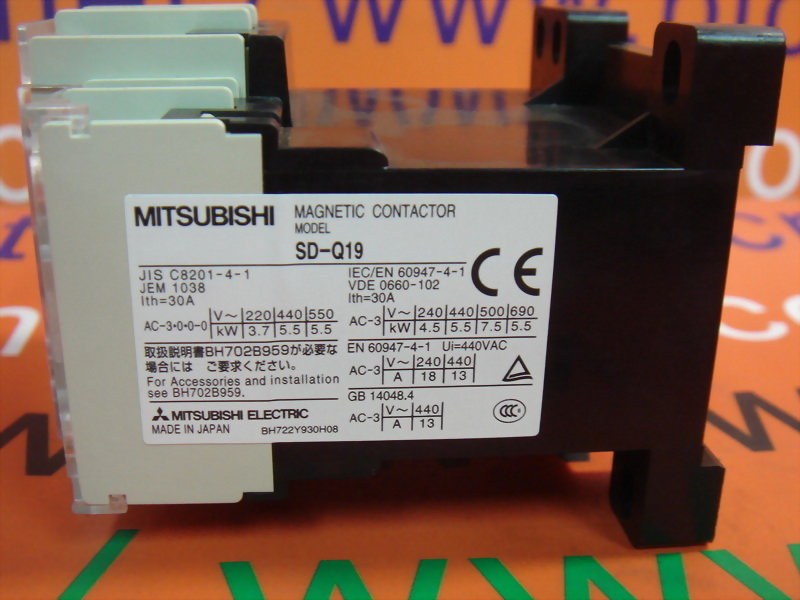 MITSUBISHI
MAGNETIC CONTACTOR
MODEL
SD-Q19
JIS C8201-4-1
JEM 1038
Ith=30A
AC-3•0•0-0 V~ 220 440 550
kW 3.7 5.5 5.5
取扱説明書BH702B959が必要な
場合には ご要求ください。
For Accessories and installation
see BH702B959.
MITSUBISHI ELECTRIC
MADE IN JAPAN BH722Y930H08
IEC/EN 60947-4-1
VDE 0660-102
Ith=30A
CE
AC-3 V~ 240 440 500 690
kW 4.5 5.5 7.5 5.5
EN 60947-4-1 Ui=440VAC
AC-3 V~ 240 440
A 18 13
GB 14048.4
AC-3 V~ 440
A 13
CCC